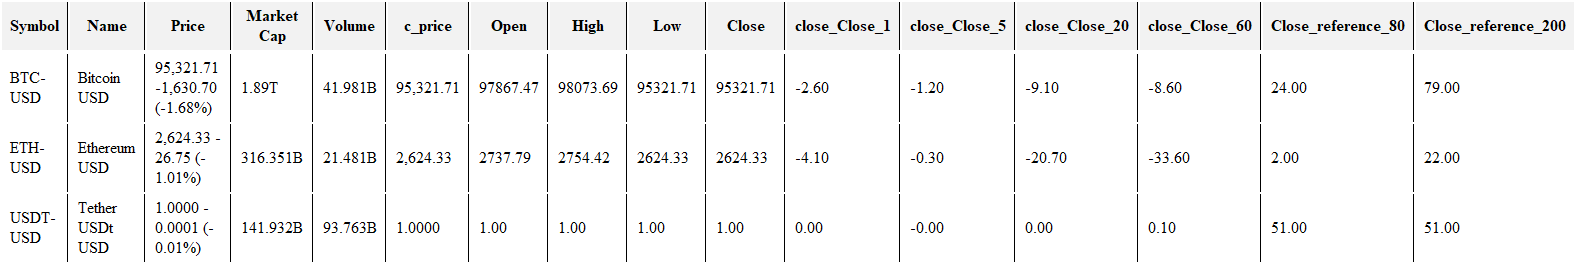 Symbol Name Price Market Cap Volume c_price Open High Low Close close_Close_1 close_Close_5 close_Close_20 close_Close_60 Close_reference_80 Close_reference_200
BTC-USD Bitcoin USD 95,321.71 -1,630.70 (-1.68%) 1.89T 41.981B 95,321.71 97867.47 98073.69 95321.71 95321.71 -2.60 -1.20 -9.10 -8.60 24.00 79.00
ETH-USD Ethereum USD 2,624.33 -26.75 (-1.01%) 316.351B 21.481B 2,624.33 2737.79 2754.42 2624.33 2624.33 -4.10 -0.30 -20.70 -33.60 2.00 22.00
USDT-USD Tether USDt USD 1.0000 -0.0001 (-0.01%) 141.932B 93.763B 1.0000 1.00 1.00 1.00 1.00 0.00 -0.00 0.00 0.10 51.00 51.00